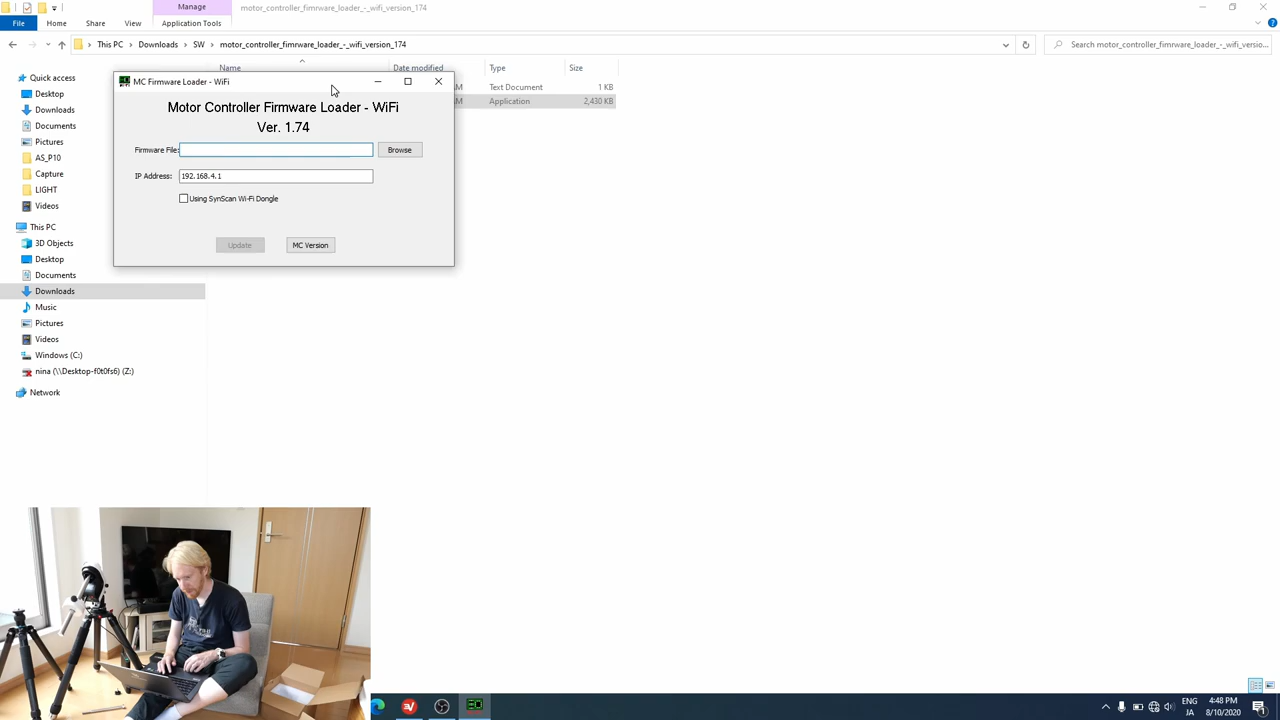 Manage
motor_controller_fimrware_loader_-_wifi_version_174
File
Home
Share
View
Application Tools
This PC
Downloads
SW
motor_controller_fimrware_loader_-_wifi_version_174
Search motor_controller_fimrware_loader_-_wifi_versio...
Name
Date modified
Type
Size
M
Text Document
1 KB
M
Application
2,430 KB
Quick access
Desktop
Downloads
Documents
Pictures
AS_P10
Capture
LIGHT
Videos
This PC
3D Objects
Desktop
Documents
Downloads
Music
Pictures
Videos
Windows (C:)
nina (\\Desktop-f0t0fs6) (Z:)
Network
MC Firmware Loader - WiFi
Motor Controller Firmware Loader - WiFi
Ver. 1.74
Firmware File:
Browse
IP Address:
192.168.4.1
Using SynScan Wi-Fi Dongle
Update
MC Version
ENG
JA
4:48 PM
8/10/2020
1